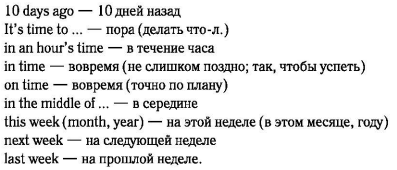 10 days ago — 10 дней назад
It's time to ... — пора (делать что-л.)
in an hour's time — в течение часа
in time — вовремя (не слишком поздно; так, чтобы успеть)
on time — вовремя (точно по плану)
in the middle of ... — в середине
this week (month, year) — на этой неделе (в этом месяце, году)
next week — на следующей неделе
last week — на прошлой неделе.